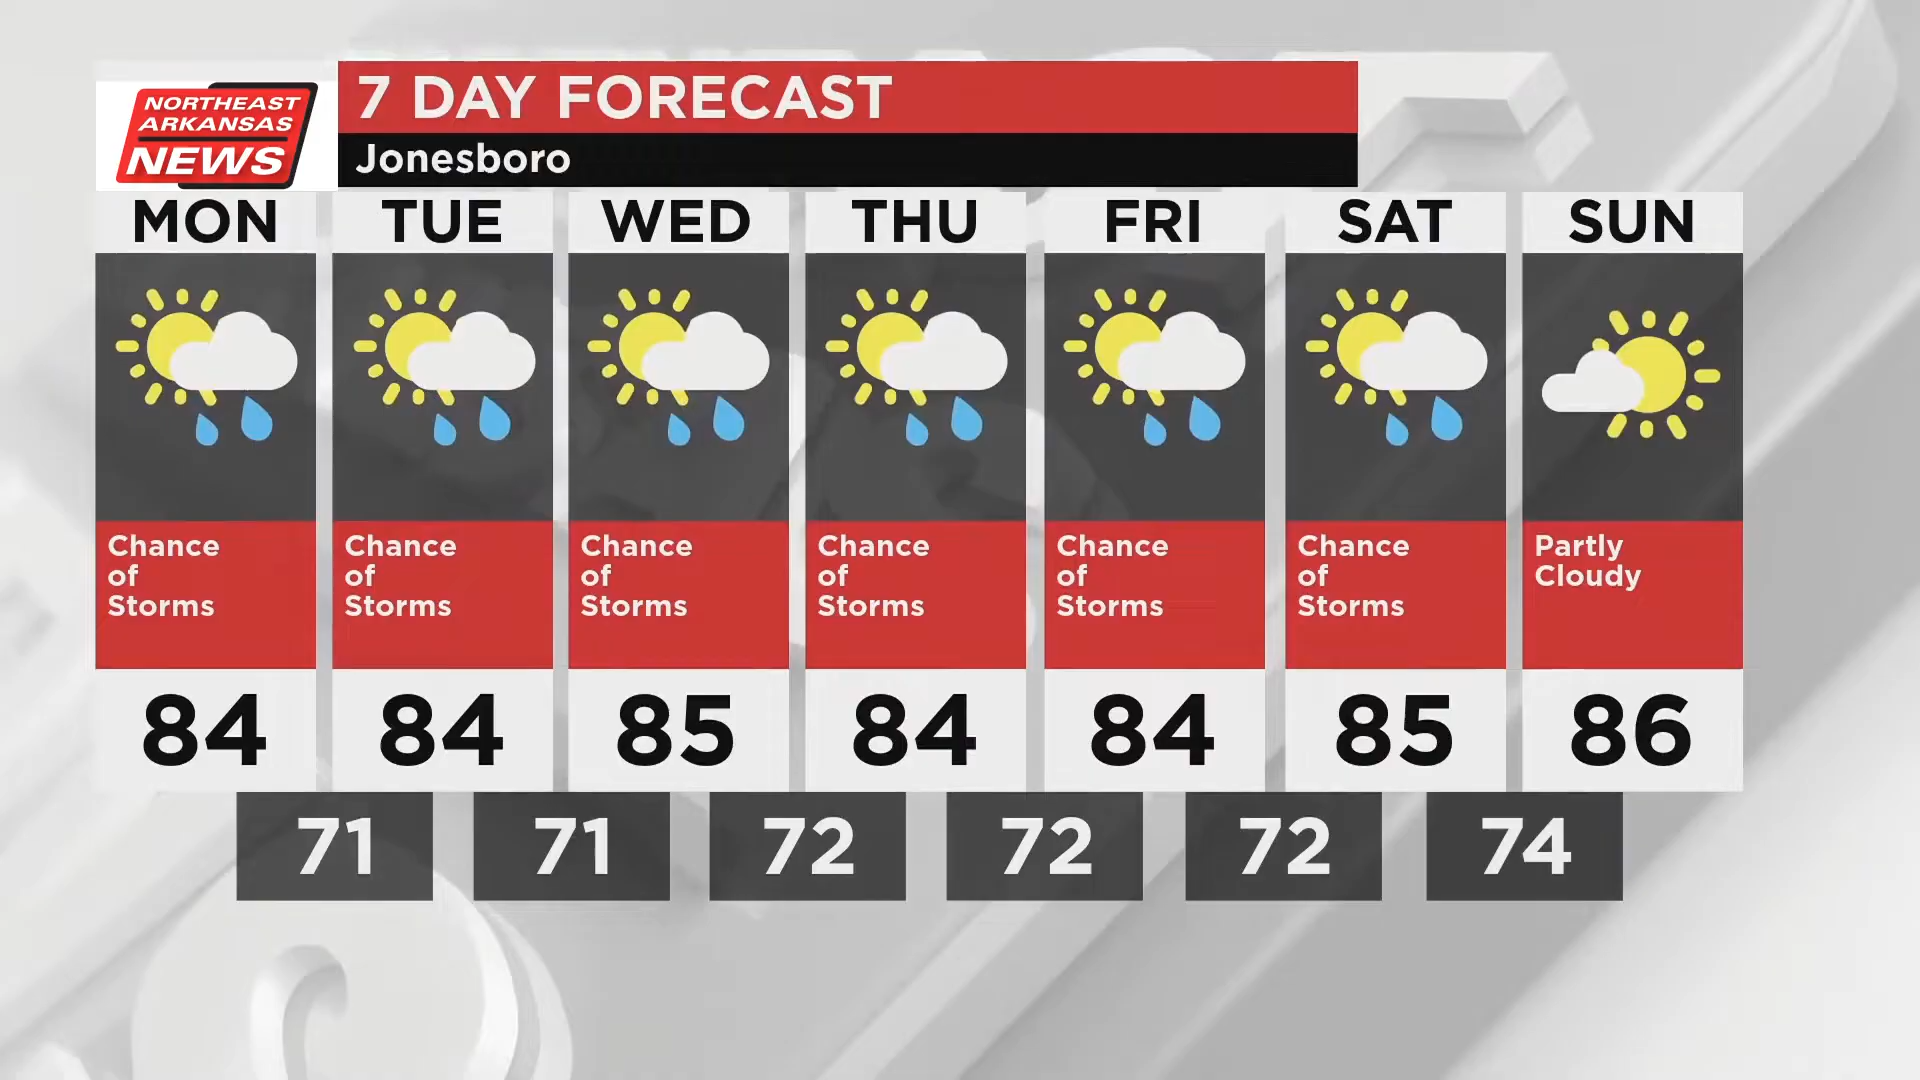 NORTHEAST
ARKANSAS
NEWS
7 DAY FORECAST
Jonesboro
MON TUE WED THU FRI SAT SUN
Chance Chance Chance Chance Chance Chance Partly
of of of of of of Cloudy
Storms Storms Storms Storms Storms Storms
84 84 85 84 84 85 86
71 71 72 72 72 74